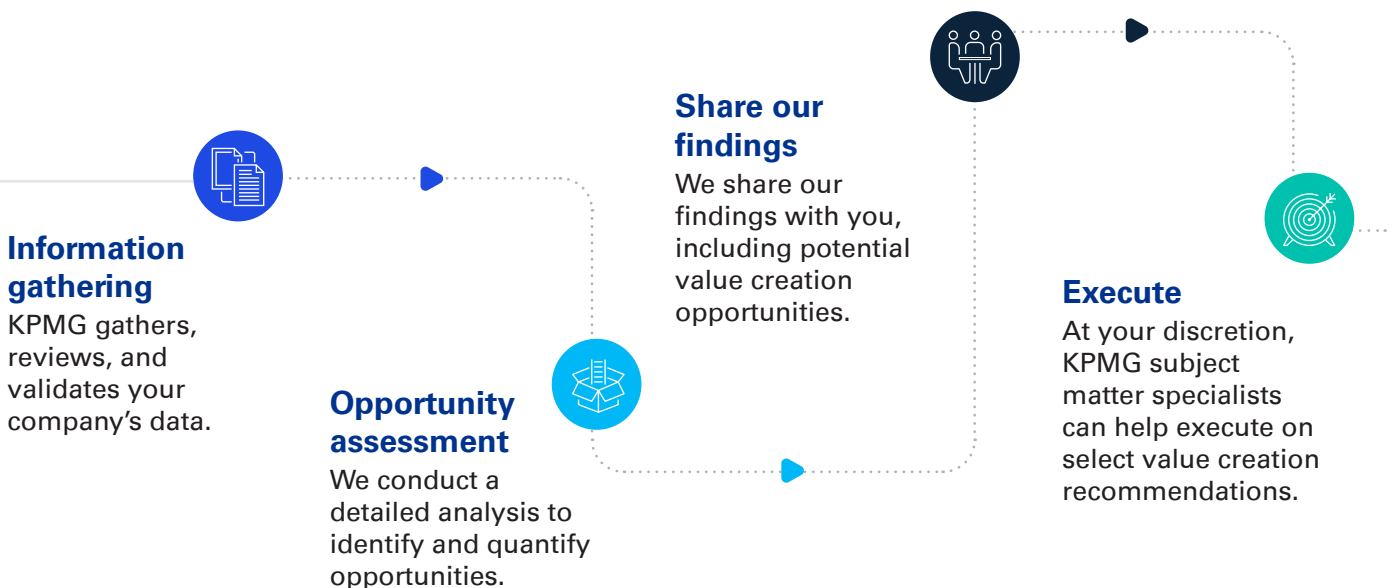 Information
gathering
KPMG gathers,
reviews, and
validates your
company’s data.
Opportunity
assessment
We conduct a
detailed analysis to
identify and quantify
opportunities.
Share our
findings
We share our
findings with you,
including potential
value creation
opportunities.
Execute
At your discretion,
KPMG subject
matter specialists
can help execute on
select value creation
recommendations.